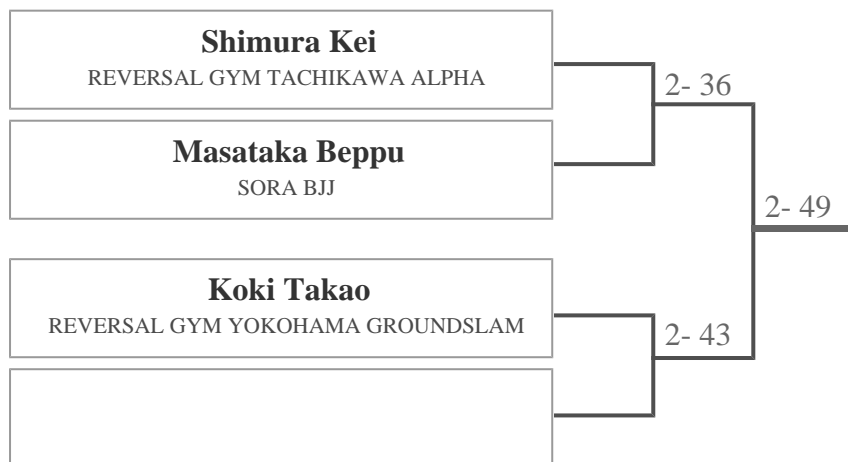 Shimura Kei
REVERSAL GYM TACHIKAWA ALPHA
2- 36
Masataka Beppu
SORA BJJ
2- 49
Koki Takao
REVERSAL GYM YOKOHAMA GROUNDSLAM
2- 43